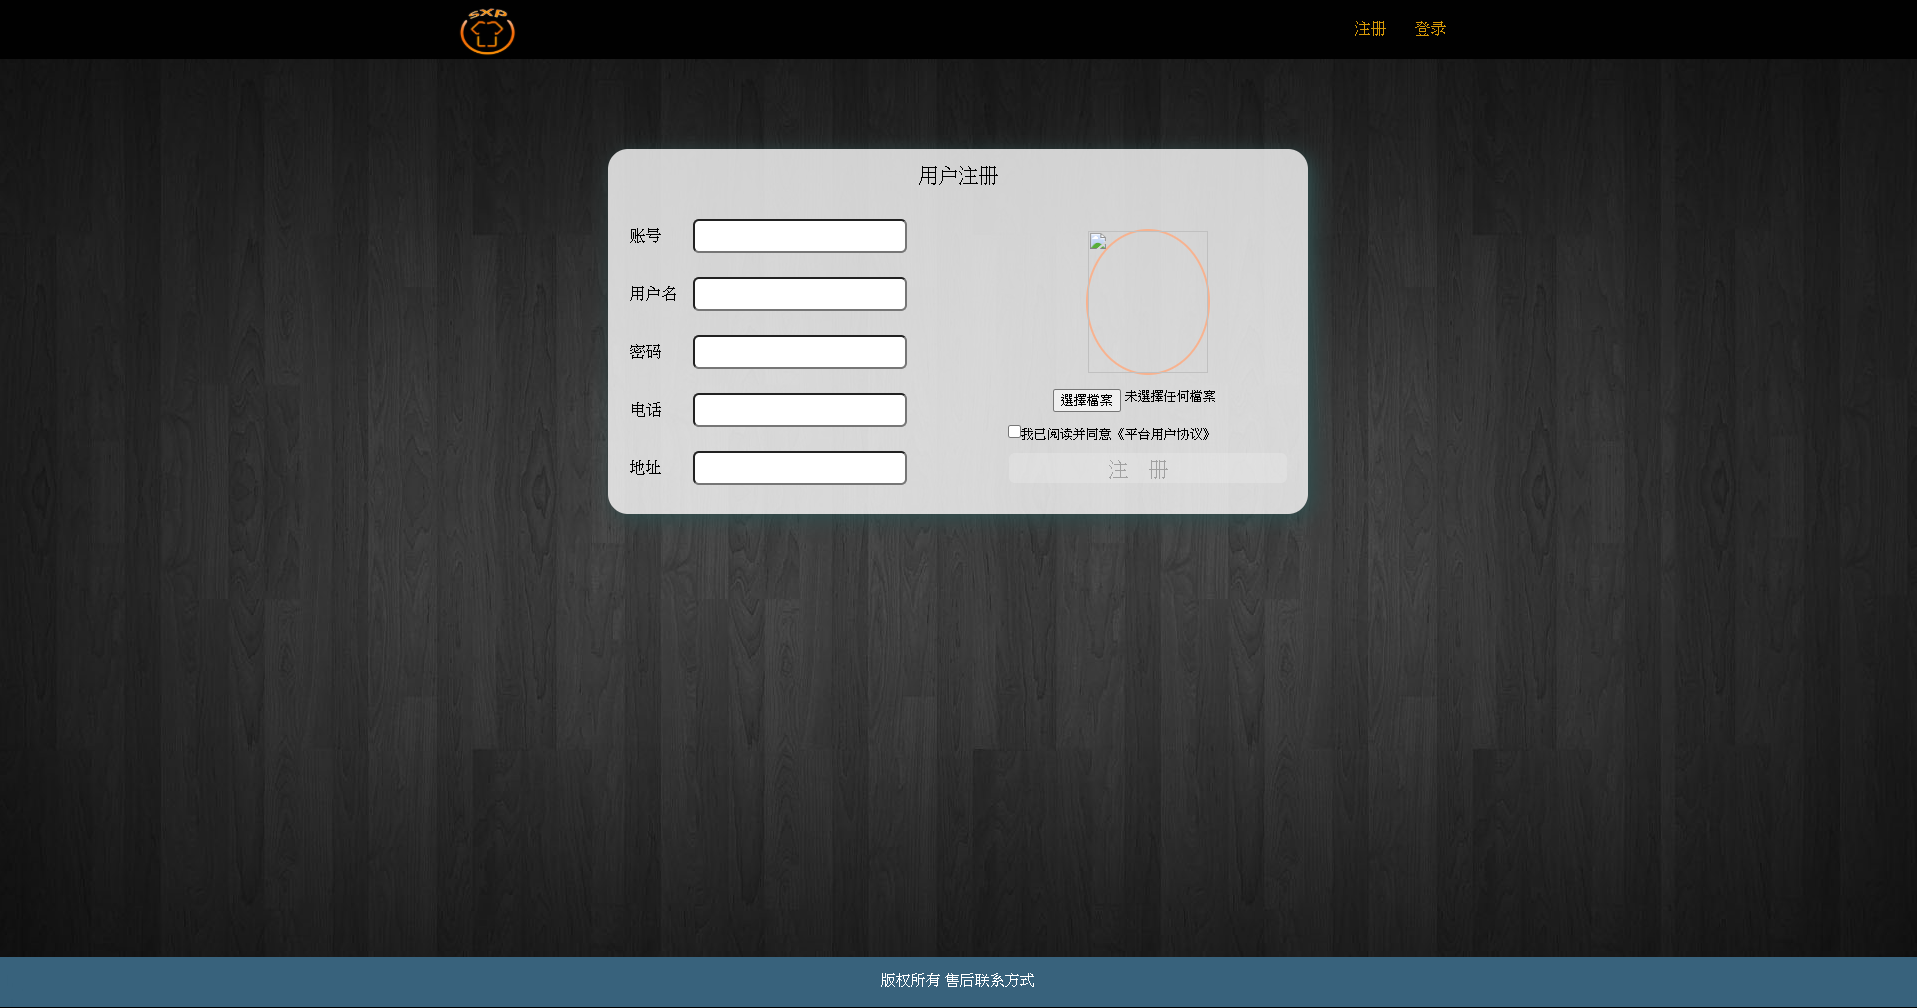 SXP
注册 登录
用户注册
账号
用户名
密码
电话
地址
選擇檔案 未選擇任何檔案
我已阅读并同意《平台用户协议》
注 册
版权所有 售后联系方式